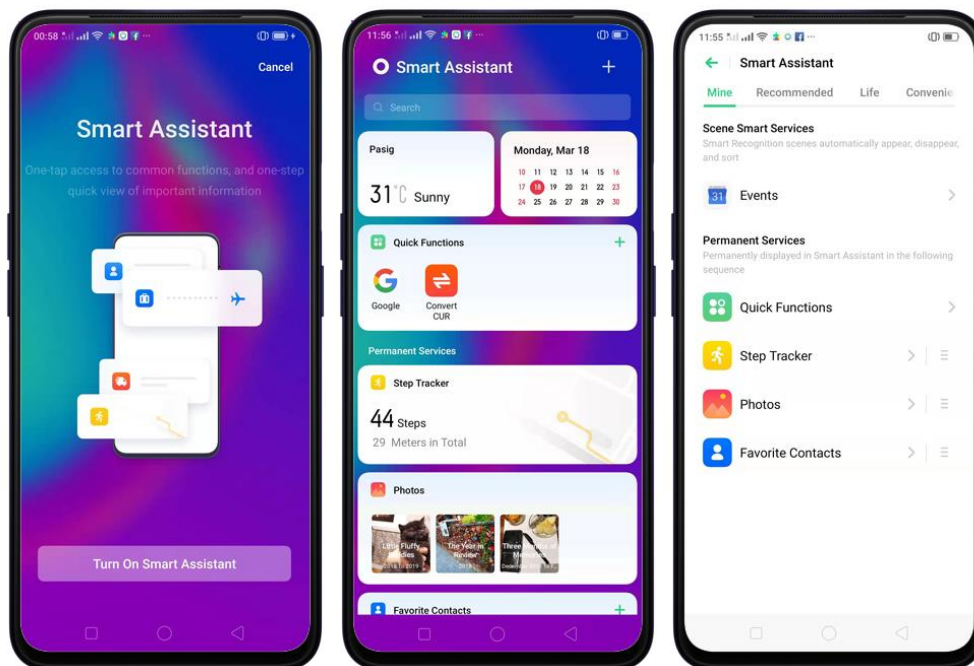 00:58
Cancel
Smart Assistant
One-tap access to common functions, and one-step
quick view of important information
Turn On Smart Assistant
11:56
Smart Assistant
Search
Pasig
31°C Sunny
Monday, Mar 18
10 11 12 13 14 15 16
17 18 19 20 21 22 23
24 25 26 27 28 29 30
Quick Functions
Google
Convert
CUR
Permanent Services
Step Tracker
44 Steps
29 Meters in Total
Photos
Little Fluffy
The Year in
Review
Three
Favorite Contacts
11:55
Smart Assistant
Mine Recommended Life Convenie
Scene Smart Services
Smart Recognition scenes automatically appear, disappear,
and sort
31 Events
Permanent Services
Permanently displayed in Smart Assistant in the following
sequence
Quick Functions
Step Tracker
Photos
Favorite Contacts